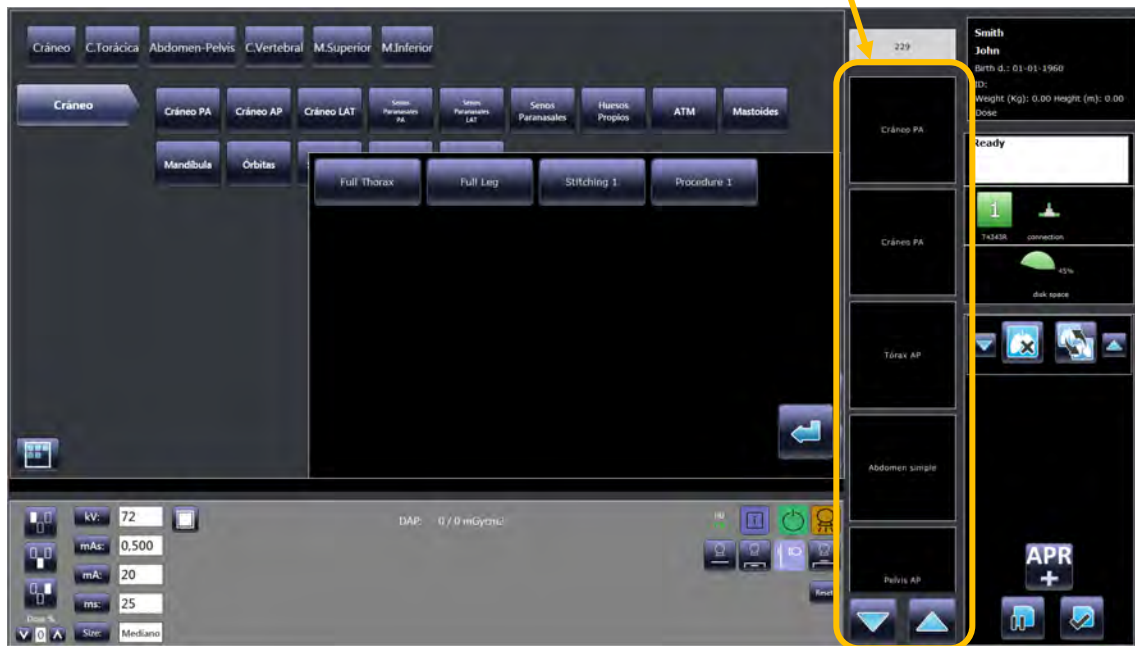 Cráneo C.Torácica Abdomen-Pelvis C.Vertebral M.Superior M.Inferior
Cráneo
Cráneo PA
Cráneo AP
Cráneo LAT
Senos
Paranasales
PA
Senos
Paranasales
LAT
Senos
Paranasales
Huesos
Propios
ATM
Mastoides
Mandíbula
Órbitas
Full Thorax
Full Leg
Stitching 1
Procedure 1
229
Cráneo PA
Cráneo PA
Tórax AP
Abdomen simple
Pelvis AP
Smith
John
Birth d.: 01-01-1960
ID:
Weight (Kg): 0.00 Height (m): 0.00
Dose
Ready
1
T4343R
connection
45%
disk space
APR
+
kV: 72
mAs: 0,500
mA: 20
ms: 25
Dose %
0
Size: Mediano
DAP: 0 / 0 mGycm2
HU
Reset